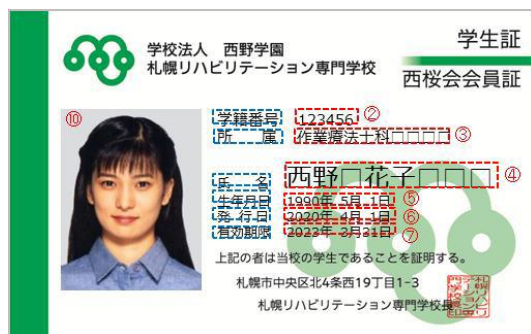 学校法人 西野学園
札幌リハビリテーション専門学校
学生証
西桜会会員証
⑩
学籍番号 123456 ②
所 属 作業療法士科□□□□ ③
氏 名 西野□花子□□□ ④
生年月日 1990年 5月 1日 ⑤
発 行 日 2020年 4月 1日 ⑥
有効期限 2023年 3月31日 ⑦
上記の者は当校の学生であることを証明する。
札幌市中央区北4条西19丁目1-3
札幌リハビリテーション専門学校長